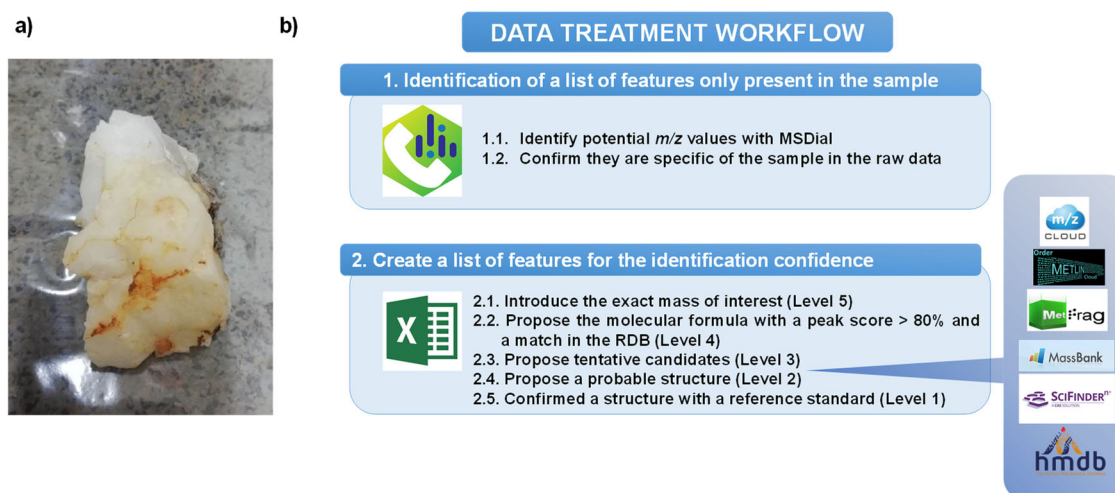 a)
b)
DATA TREATMENT WORKFLOW
1. Identification of a list of features only present in the sample
1.1. Identify potential m/z values with MSDial
1.2. Confirm they are specific of the sample in the raw data
2. Create a list of features for the identification confidence
X
2.1. Introduce the exact mass of interest (Level 5)
2.2. Propose the molecular formula with a peak score > 80% and
a match in the RDB (Level 4)
2.3. Propose tentative candidates (Level 3)
2.4. Propose a probable structure (Level 2)
2.5. Confirmed a structure with a reference standard (Level 1)
m/z
CLOUD
Order
METLIN
Cloud
Met frag
MassBank
SCIFINDER n
hmdb